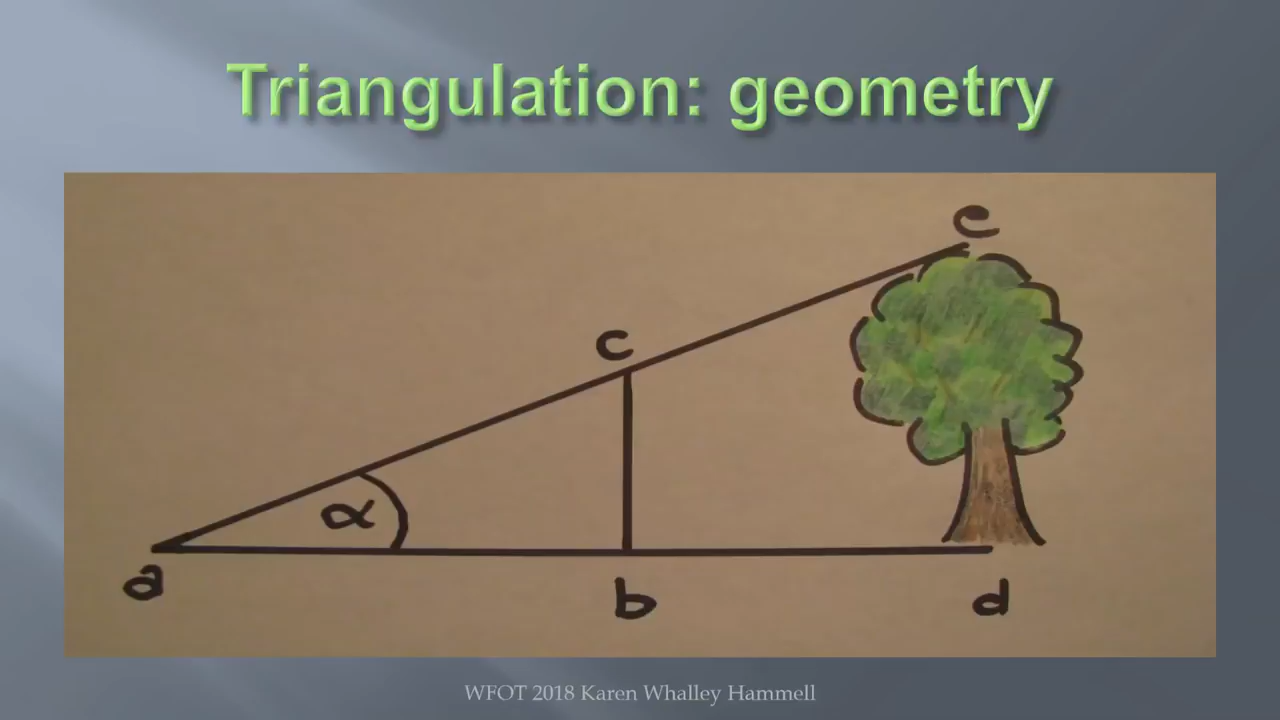 Triangulation: geometry
e
c
α
a
b
d
WFOT 2018 Karen Whalley Hammell